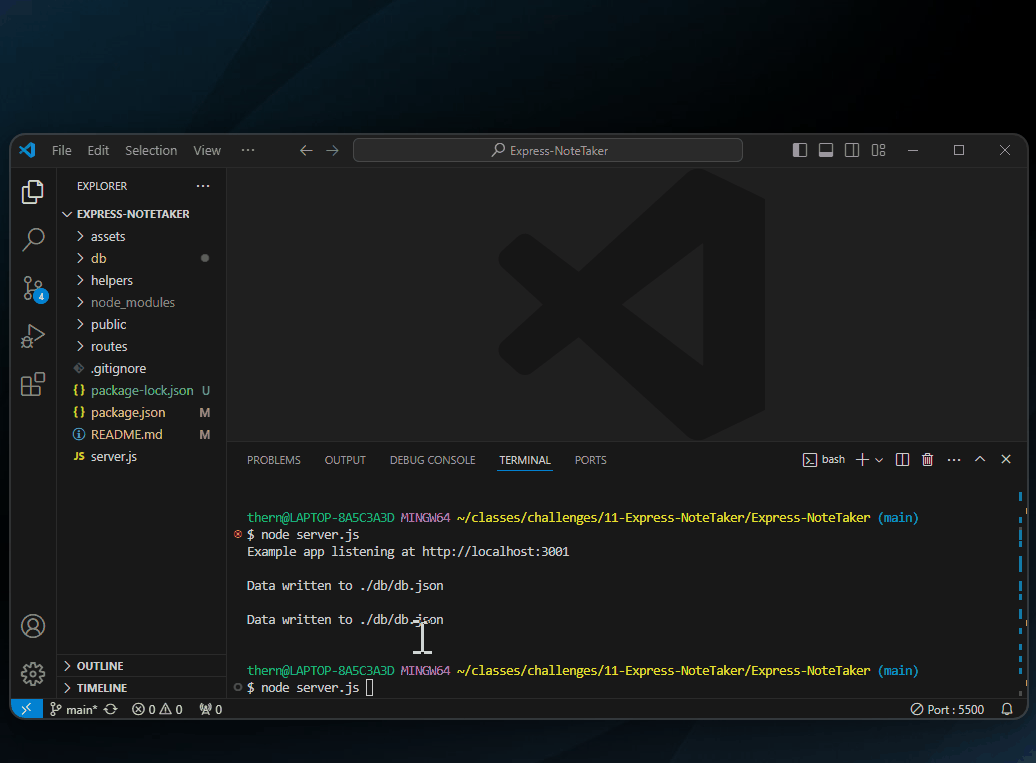 File Edit Selection View ··· Express-NoteTaker
EXPLORER ···
EXPRESS-NOTETAKER
assets
db
helpers
node_modules
public
routes
.gitignore
{} package-lock.json U
{} package.json M
README.md M
JS server.js
OUTLINE
TIMELINE
PROBLEMS OUTPUT DEBUG CONSOLE TERMINAL PORTS bash ···
thern@LAPTOP-8A5C3A3D MINGW64 ~/classes/challenges/11-Express-NoteTaker/Express-NoteTaker (main)
$ node server.js
Example app listening at http://localhost:3001
Data written to ./db/db.json
Data written to ./db/db.json
thern@LAPTOP-8A5C3A3D MINGW64 ~/classes/challenges/11-Express-NoteTaker/Express-NoteTaker (main)
$ node server.js
4
main* 0 0 0 Port : 5500